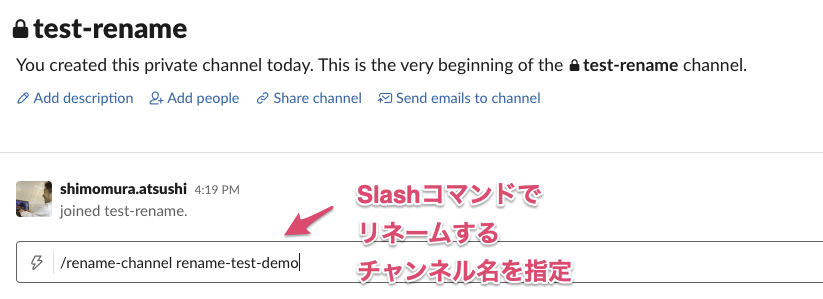 test-rename
You created this private channel today. This is the very beginning of the test-rename channel.
Add description Add people Share channel Send emails to channel
shimomura.atsushi 4:19 PM
joined test-rename.
Slashコマンドで
リネームする
チャンネル名を指定
/rename-channel rename-test-demo